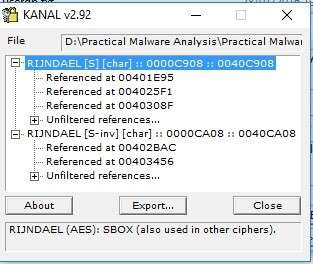 KANAL v2.92
File D:\Practical Malware Analysis\Practical Malwar
RIJNDAEL [S] [char] :: 0000C908 :: 0040C908
Referenced at 00401E95
Referenced at 004025F1
Referenced at 0040308F
Unfiltered references...
RIJNDAEL [S-inv] [char] :: 0000CA08 :: 0040CA08
Referenced at 00402BAC
Referenced at 00403456
Unfiltered references...
About Export... Close
RIJNDAEL (AES): SBOX (also used in other ciphers).